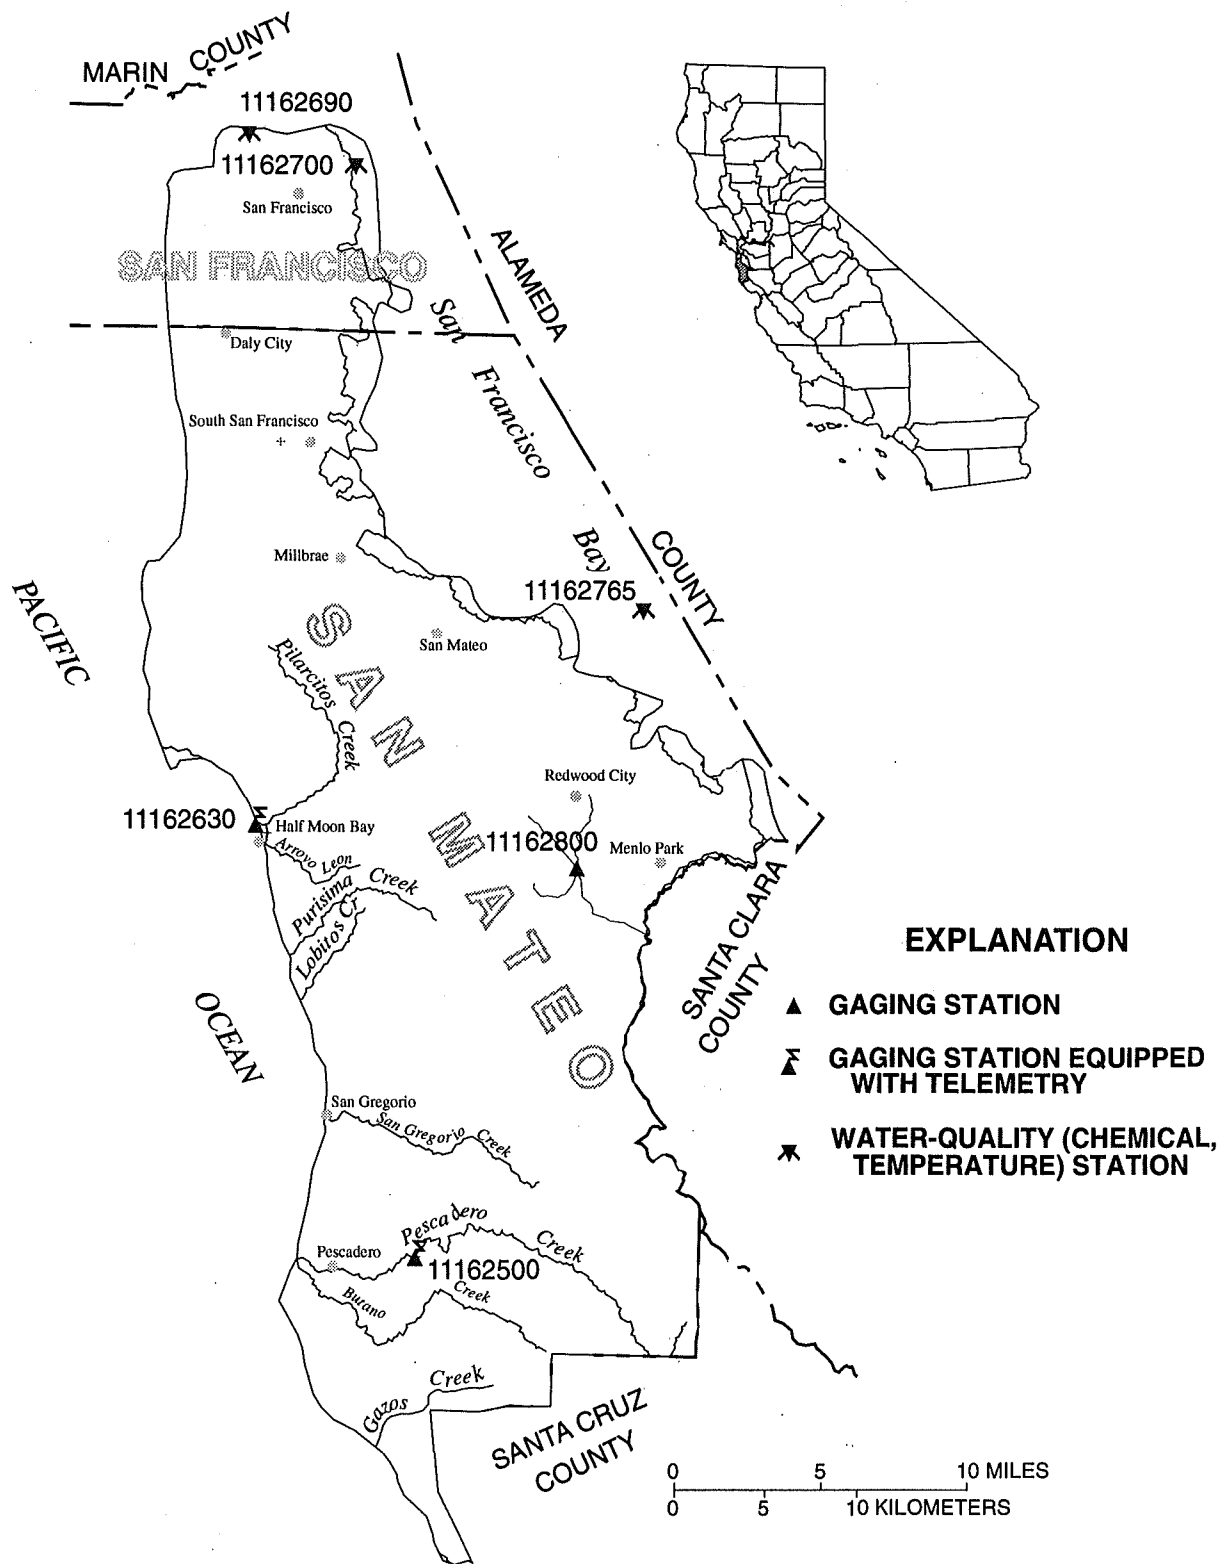 MARIN COUNTY
11162690
11162700
San Francisco
SAN FRANCISCO
ALAMEDA
COUNTY
San
Francisco
Bay
Daly City
South San Francisco
Millbrae
11162765
PACIFIC
OCEAN
San Mateo
SAN MATEO
Pilarcitos
Creek
Redwood City
11162630
Half Moon Bay
11162800
Menlo Park
Arroyo Leon
Purisima Creek
Lobitos Cr
SANTA CLARA
COUNTY
EXPLANATION
GAGING STATION
GAGING STATION EQUIPPED
WITH TELEMETRY
WATER-QUALITY (CHEMICAL,
TEMPERATURE) STATION
San Gregorio
San Gregorio Creek
Pescadero Creek
Pescadero
11162500
Butano Creek
Gazos Creek
SANTA CRUZ
COUNTY
0 5 10 MILES
0 5 10 KILOMETERS